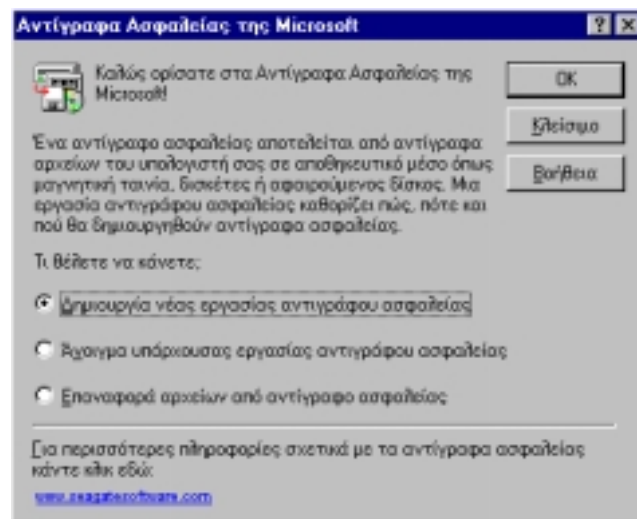 Αντίγραφα Ασφαλείας της Microsoft
Καλώς ορίσατε στα Αντίγραφα Ασφαλείας της
Microsoft!
OK
Κλείσιμο
Βοήθεια
Ένα αντίγραφο ασφαλείας αποτελείται από αντίγραφα
αρχείων του υπολογιστή σας σε αποθηκευτικό μέσο όπως
μαγνητική ταινία, δισκέτες ή αφαιρούμενος δίσκος. Μια
εργασία αντιγράφου ασφαλείας καθορίζει πώς, πότε και
πού θα δημιουργηθούν αντίγραφα ασφαλείας.
Τι θέλετε να κάνετε;
Δημιουργία νέας εργασίας αντιγράφου ασφαλείας
Άνοιγμα υπάρχουσας εργασίας αντιγράφου ασφαλείας
Επαναφορά αρχείων από αντίγραφο ασφαλείας
Για περισσότερες πληροφορίες σχετικά με τα αντίγραφα ασφαλείας
κάντε κλικ εδώ:
www.seagatesoftware.com